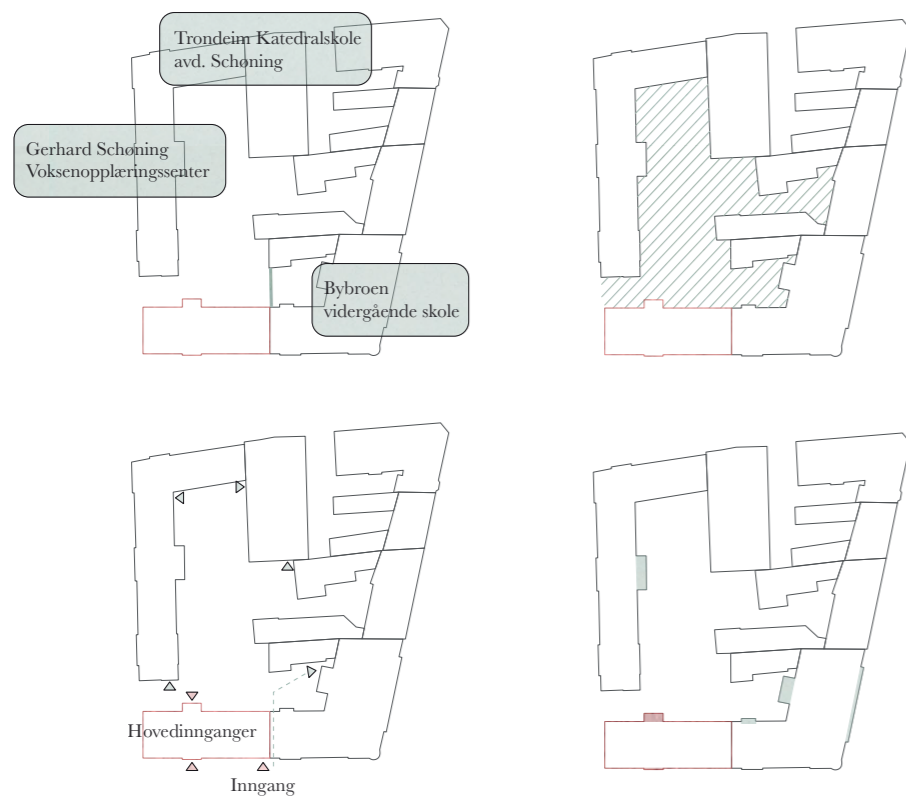 Trondeim Katedralskole
avd. Schøning
Gerhard Schøning
Voksenopplæringssenter
Bybroen
vidergående skole
Hovedinnganger
Inngang